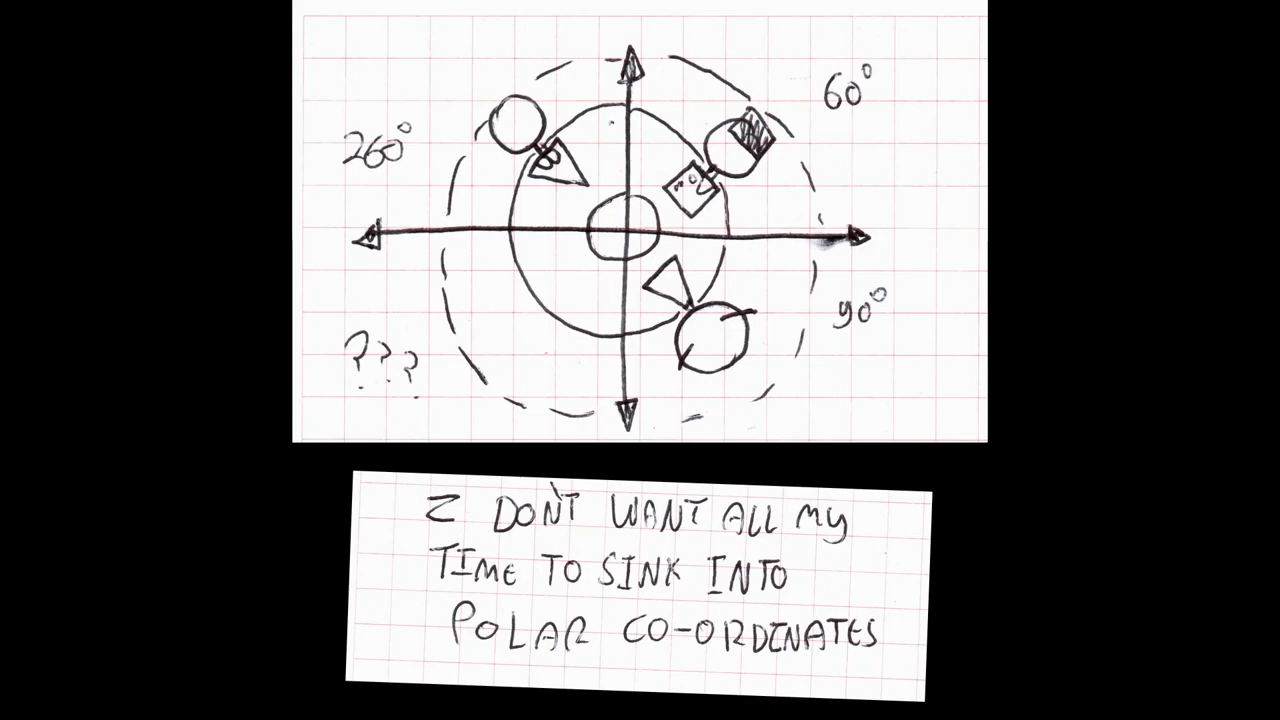 60°
260°
90°
???
I DON'T WANT ALL MY
TIME TO SINK INTO
POLAR CO-ORDINATES